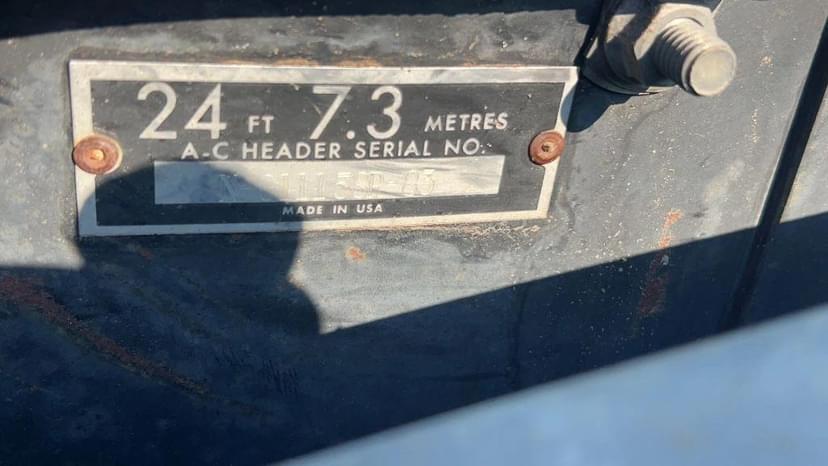 24 FT 7.3 METRES
A-C HEADER SERIAL NO.
MADE IN USA